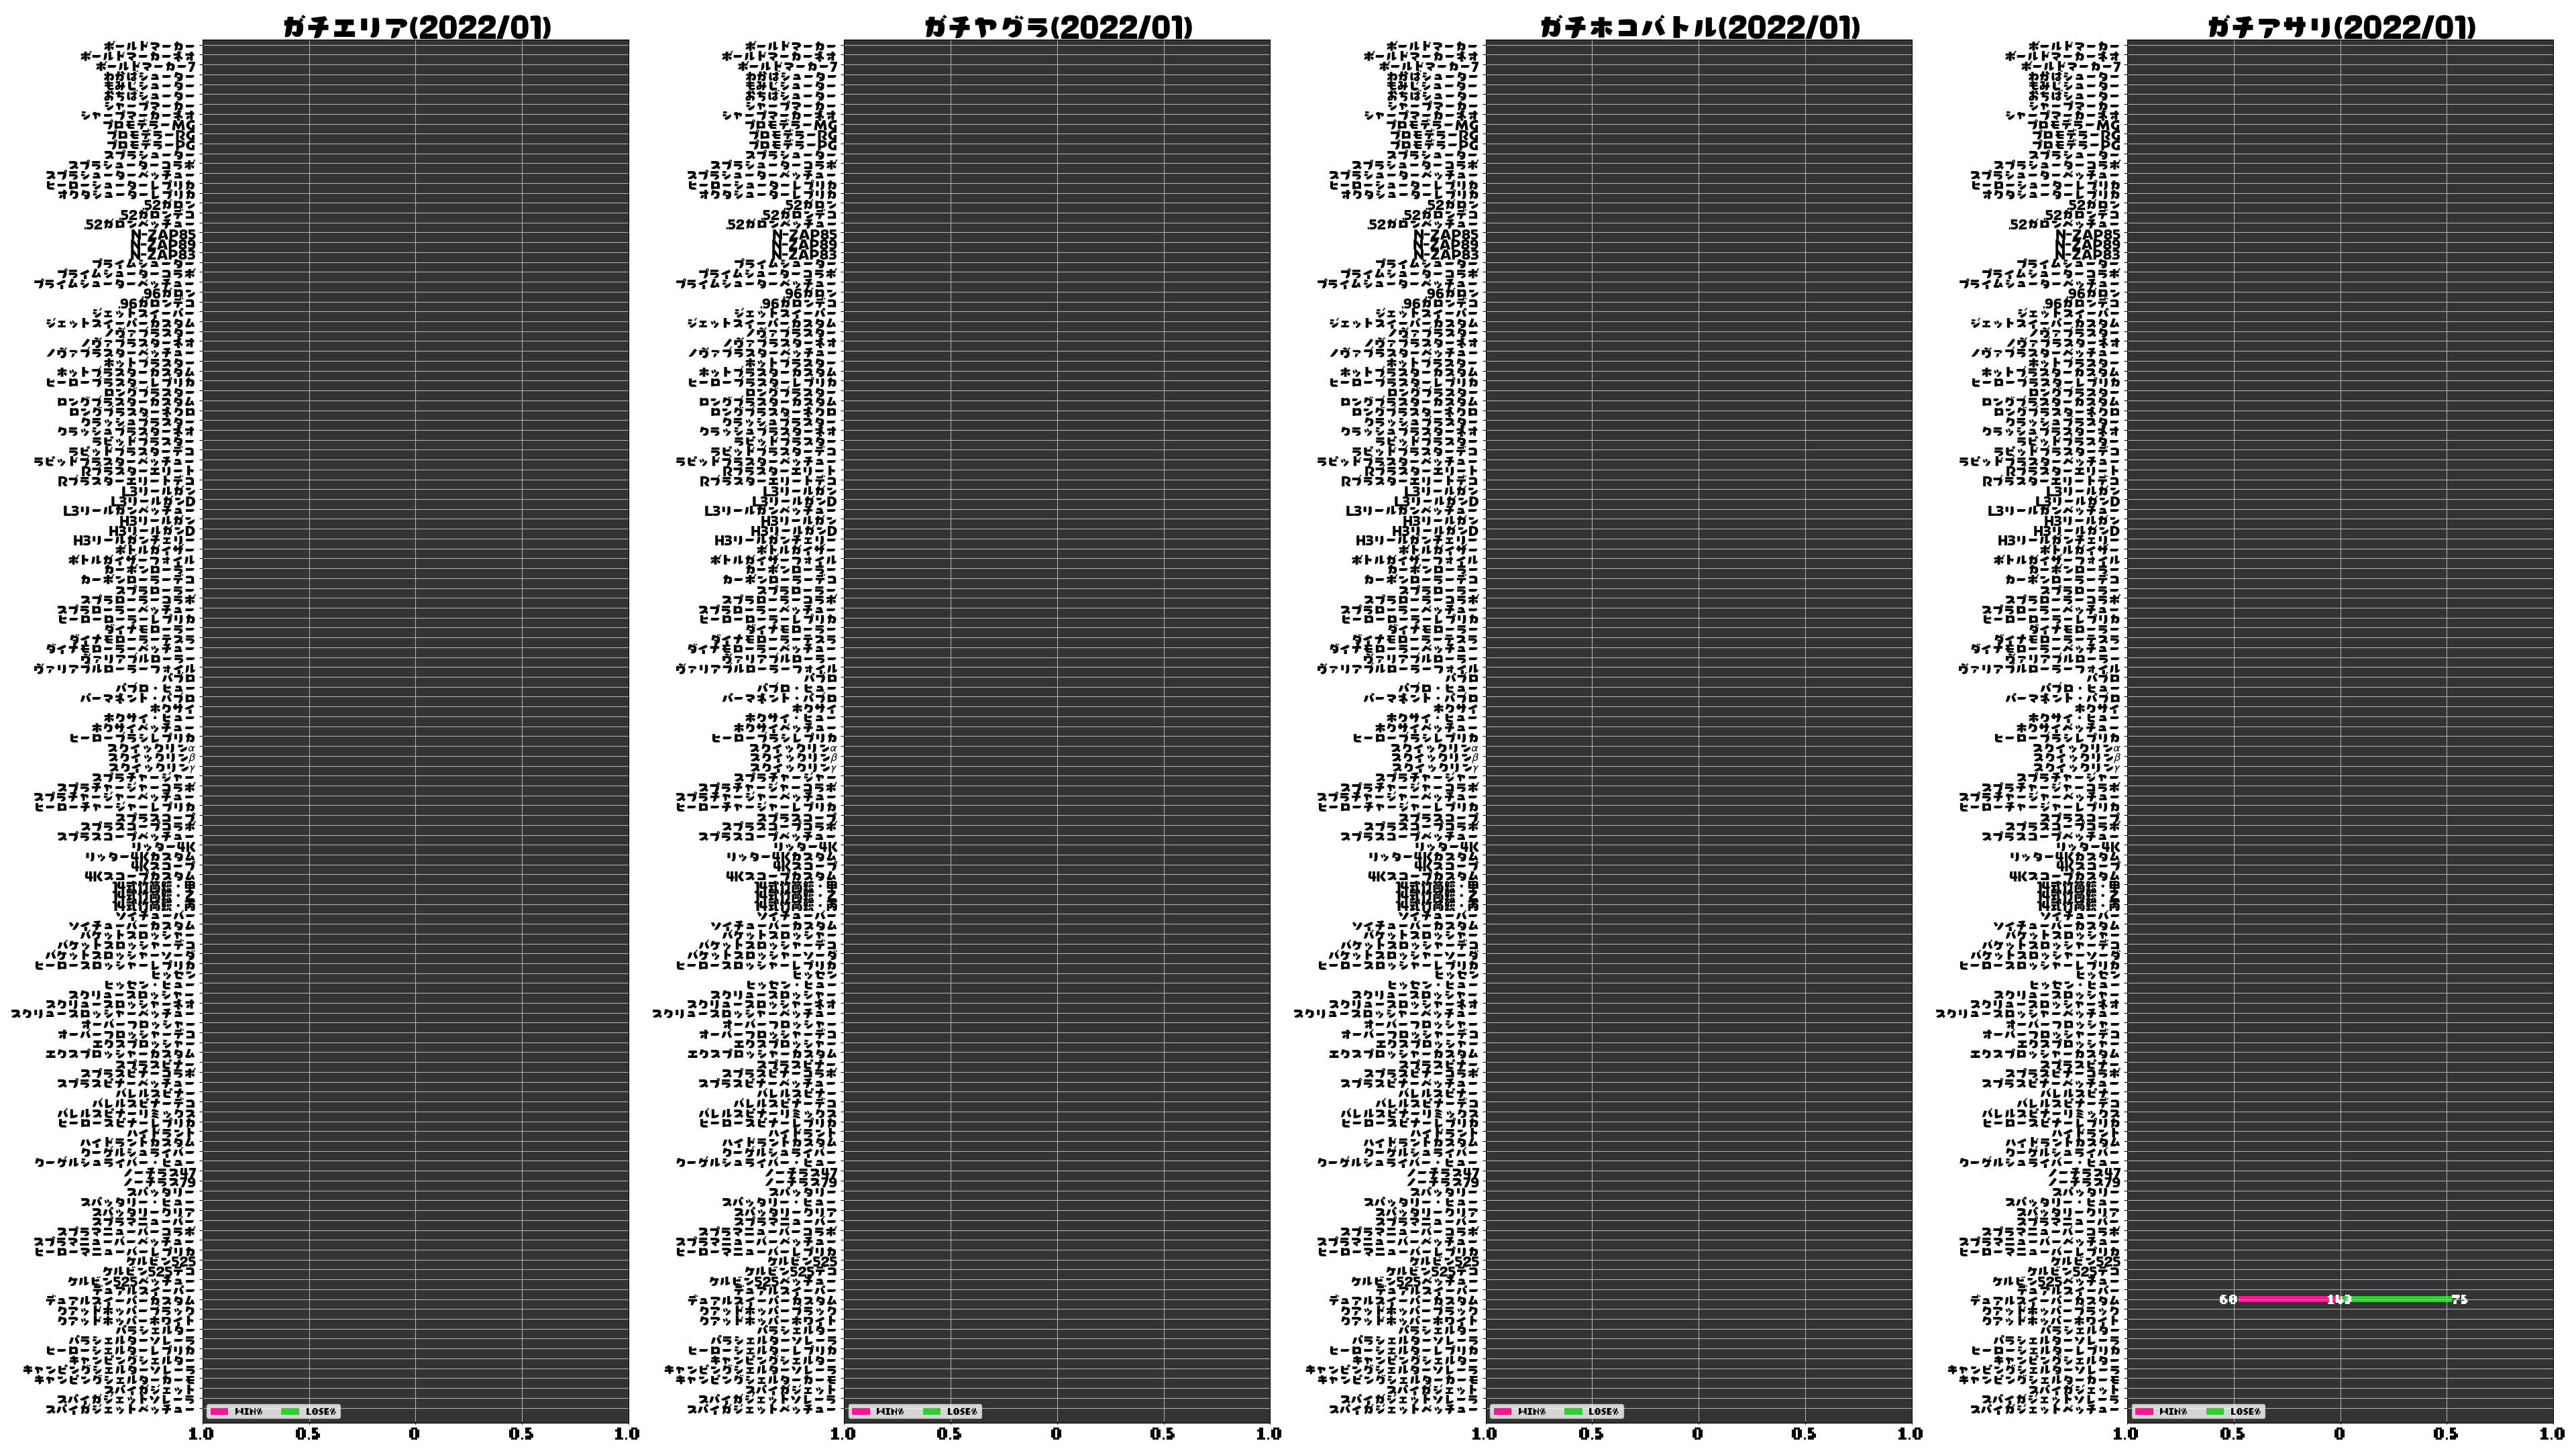 ガチエリア(2022/01)
ガチヤグラ(2022/01)
ガチホコバトル(2022/01)
ガチアサリ(2022/01)
ボールドマーカー
ボールドマーカーネオ
ボールドマーカー7
わかばシューター
もみじシューター
おちばシューター
シャープマーカー
シャープマーカーネオ
プロモデラーMG
プロモデラーRG
プロモデラーPG
スプラシューター
スプラシューターコラボ
スプラシューターベッチュー
ヒーローシューターレプリカ
オクタシューターレプリカ
.52ガロン
.52ガロンデコ
.52ガロンベッチュー
N-ZAP85
N-ZAP89
N-ZAP83
プライムシューター
プライムシューターコラボ
プライムシューターベッチュー
.96ガロン
.96ガロンデコ
ジェットスイーパー
ジェットスイーパーカスタム
ノヴァブラスター
ノヴァブラスターネオ
ノヴァブラスターベッチュー
ホットブラスター
ホットブラスターカスタム
ヒーローブラスターレプリカ
ロングブラスター
ロングブラスターカスタム
ロングブラスターネクロ
クラッシュブラスター
クラッシュブラスターネオ
ラピッドブラスター
ラピッドブラスターデコ
ラピッドブラスターベッチュー
Rブラスターエリート
Rブラスターエリートデコ
L3リールガン
L3リールガンD
L3リールガンベッチュー
H3リールガン
H3リールガンD
H3リールガンチェリー
ボトルガイザー
ボトルガイザーフォイル
カーボンローラー
カーボンローラーデコ
スプラローラー
スプラローラーコラボ
スプラローラーベッチュー
ヒーローローラーレプリカ
ダイナモローラー
ダイナモローラーテスラ
ダイナモローラーベッチュー
ヴァリアブルローラー
ヴァリアブルローラーフォイル
パブロ
パブロ・ヒュー
パーマネント・パブロ
ホクサイ
ホクサイ・ヒュー
ホクサイベッチュー
ヒーローブラシレプリカ
スクイックリンα
スクイックリンβ
スクイックリンγ
スプラチャージャー
スプラチャージャーコラボ
スプラチャージャーベッチュー
ヒーローチャージャーレプリカ
スプラスコープ
スプラスコープコラボ
スプラスコープベッチュー
リッター4K
リッター4Kカスタム
4Kスコープ
4Kスコープカスタム
14式竹筒銃・甲
14式竹筒銃・乙
14式竹筒銃・丙
ソイチューバー
ソイチューバーカスタム
バケットスロッシャー
バケットスロッシャーデコ
バケットスロッシャーソーダ
ヒーロースロッシャーレプリカ
ヒッセン
ヒッセン・ヒュー
スクリュースロッシャー
スクリュースロッシャーネオ
スクリュースロッシャーベッチュー
オーバーフロッシャー
オーバーフロッシャーデコ
エクスプロッシャー
エクスプロッシャーカスタム
スプラスピナー
スプラスピナーコラボ
スプラスピナーベッチュー
バレルスピナー
バレルスピナーデコ
バレルスピナーリミックス
ヒーロースピナーレプリカ
ハイドラント
ハイドラントカスタム
クーゲルシュライバー
クーゲルシュライバー・ヒュー
ノーチラス47
ノーチラス79
スパッタリー
スパッタリー・ヒュー
スパッタリークリア
スプラマニューバー
スプラマニューバーコラボ
スプラマニューバーベッチュー
ヒーローマニューバーレプリカ
ケルビン525
ケルビン525デコ
ケルビン525ベッチュー
デュアルスイーパー
デュアルスイーパーカスタム
クアッドホッパーブラック
クアッドホッパーホワイト
パラシェルター
パラシェルターソレーラ
ヒーローシェルターレプリカ
キャンピングシェルター
キャンピングシェルターソレーラ
キャンピングシェルターカーモ
スパイガジェット
スパイガジェットソレーラ
スパイガジェットベッチュー
68 143 75
WIN% LOSE%
WIN% LOSE%
WIN% LOSE%
WIN% LOSE%
1.0 0.5 0 0.5 1.0
1.0 0.5 0 0.5 1.0
1.0 0.5 0 0.5 1.0
1.0 0.5 0 0.5 1.0